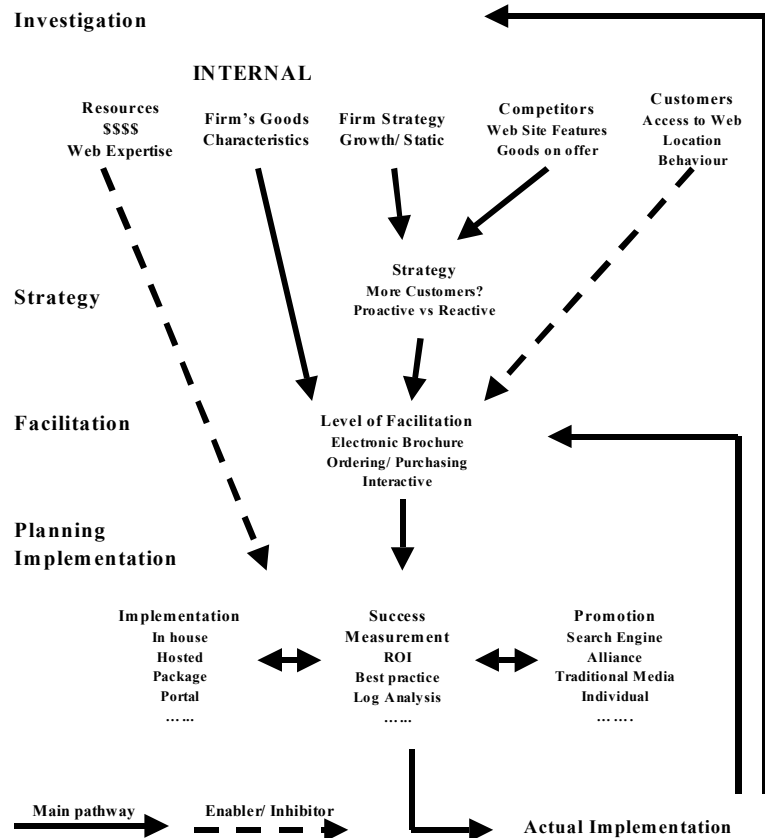 Investigation
INTERNAL
Resources
$$$$
Web Expertise
Firm's Goods
Characteristics
Firm Strategy
Growth/ Static
Competitors
Web Site Features
Goods on offer
Customers
Access to Web
Location
Behaviour
Strategy
Strategy
More Customers?
Proactive vs Reactive
Facilitation
Level of Facilitation
Electronic Brochure
Ordering/ Purchasing
Interactive
Planning
Implementation
Implementation
In house
Hosted
Package
Portal
……
Success
Measurement
ROI
Best practice
Log Analysis
……
Promotion
Search Engine
Alliance
Traditional Media
Individual
…….
Main pathway
Enabler/ Inhibitor
Actual Implementation